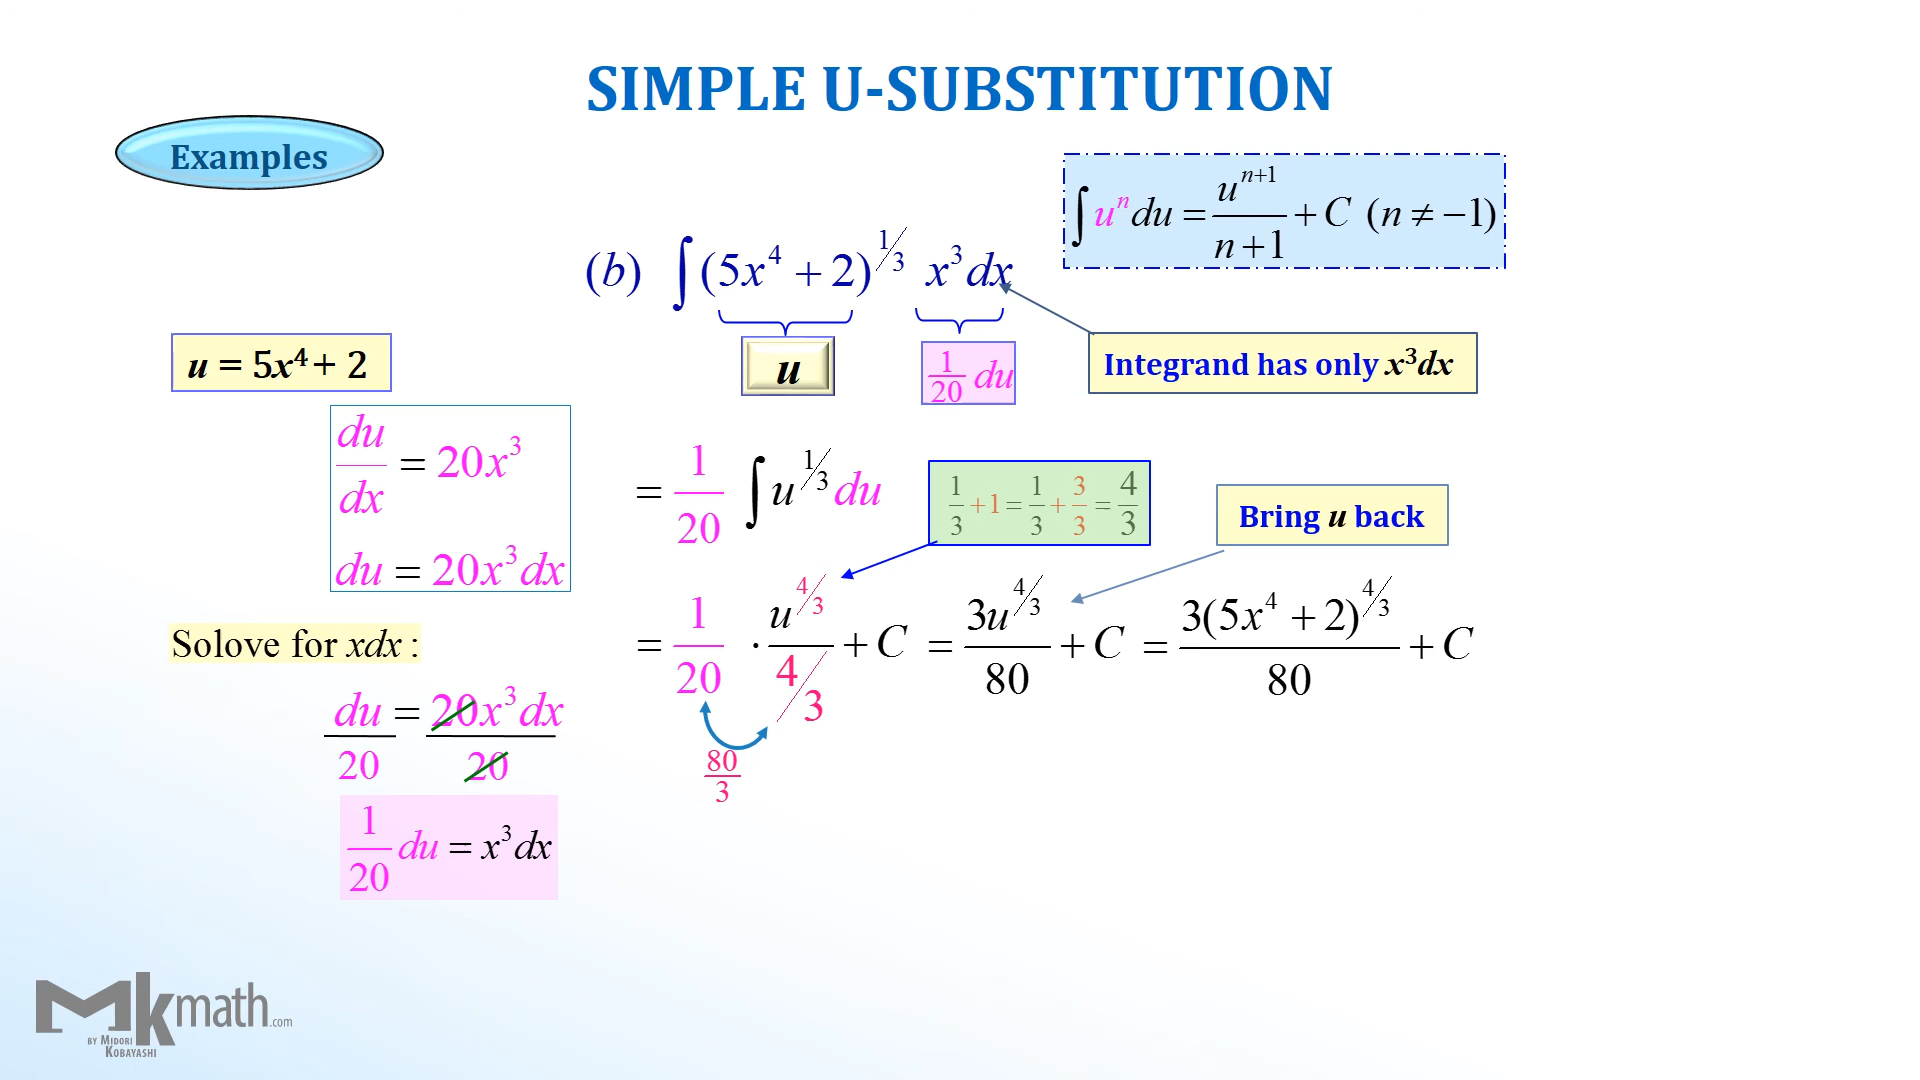 SIMPLE U-SUBSTITUTION
Examples
∫ uⁿ du = uⁿ⁺¹/(n+1) + C (n ≠ −1)
(b) ∫ (5x⁴ + 2)^(1/3) x³dx
u = 5x⁴ + 2
u
1/20 du
Integrand has only x³dx
du/dx = 20x³
du = 20x³dx
= 1/20 ∫ u^(1/3) du
1/3 + 1 = 1/3 + 3/3 = 4/3
Bring u back
= 1/20 · u^(4/3)/(4/3) + C = 3u^(4/3)/80 + C = 3(5x⁴ + 2)^(4/3)/80 + C
80/3
Solove for xdx :
du/20 = 20x³dx/20
1/20 du = x³dx
Mkmath.com
BY MIDORI
KOBAYASHI